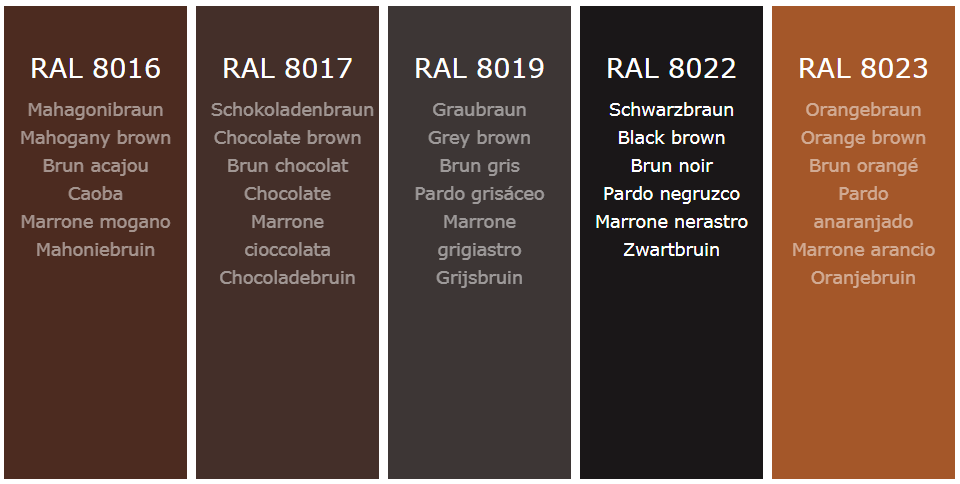 RAL 8016
Mahagonibraun
Mahogany brown
Brun acajou
Caoba
Marrone mogano
Mahoniebruin
RAL 8017
Schokoladenbraun
Chocolate brown
Brun chocolat
Chocolate
Marrone
cioccolata
Chocoladebruin
RAL 8019
Graubraun
Grey brown
Brun gris
Pardo grisáceo
Marrone
grigiastro
Grijsbruin
RAL 8022
Schwarzbraun
Black brown
Brun noir
Pardo negruzco
Marrone nerastro
Zwartbruin
RAL 8023
Orangebraun
Orange brown
Brun orangé
Pardo
anaranjado
Marrone arancio
Oranjebruin